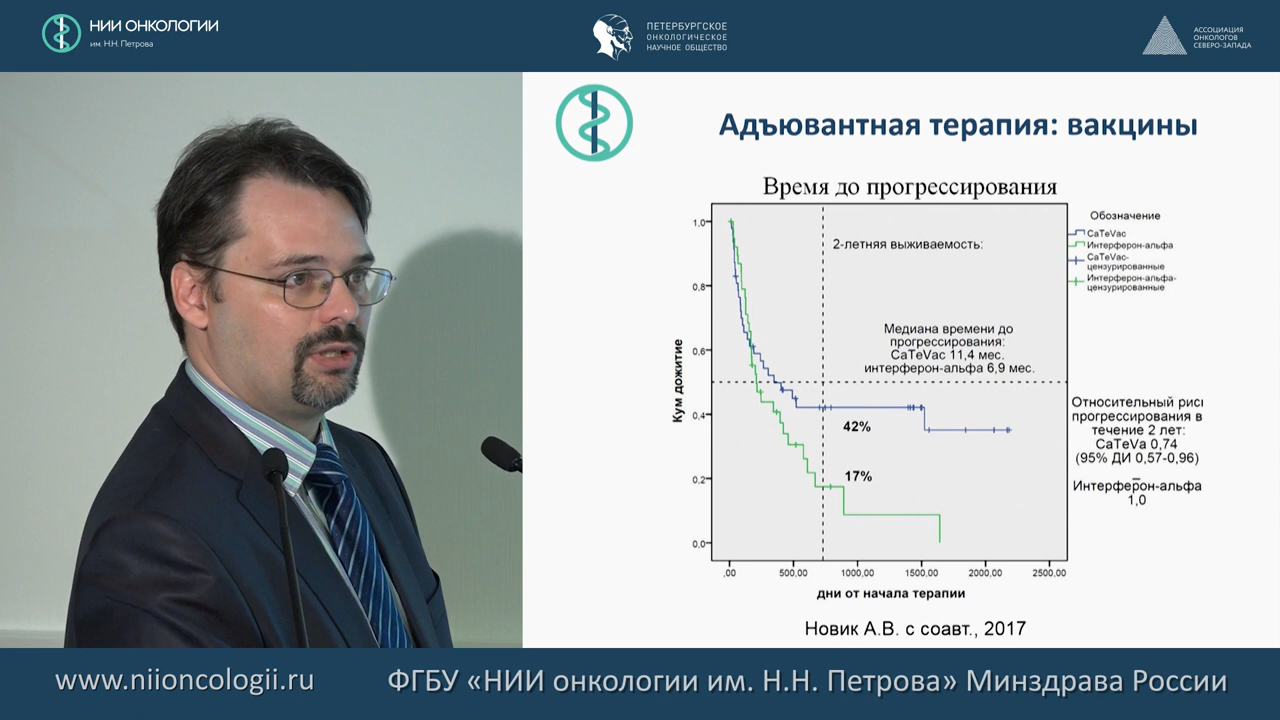 НИИ ОНКОЛОГИИ
им. Н.Н. Петрова
ПЕТЕРБУРГСКОЕ
ОНКОЛОГИЧЕСКОЕ
НАУЧНОЕ ОБЩЕСТВО
АССОЦИАЦИЯ
ОНКОЛОГОВ
СЕВЕРО-ЗАПАДА
Адъювантная терапия: вакцины
Время до прогрессирования
Обозначение
CaTeVac
Интерферон-альфа
CaTeVac-
цензурированные
Интерферон-альфа-
цензурированные
2-летняя выживаемость:
Медиана времени до
прогрессирования:
CaTeVac 11,4 мес.
интерферон-альфа 6,9 мес.
Относительный риск
прогрессирования в
течение 2 лет:
CaTeVa 0,74
(95% ДИ 0,57-0,96)
Интерферон-альфа
1,0
42%
17%
Кум дожитие
1,0
0,8
0,6
0,4
0,2
0,0
,00
500,00
1000,00
1500,00
2000,00
2500,00
дни от начала терапии
Новик А.В. с соавт., 2017
www.niioncologii.ru
ФГБУ «НИИ онкологии им. Н.Н. Петрова» Минздрава России